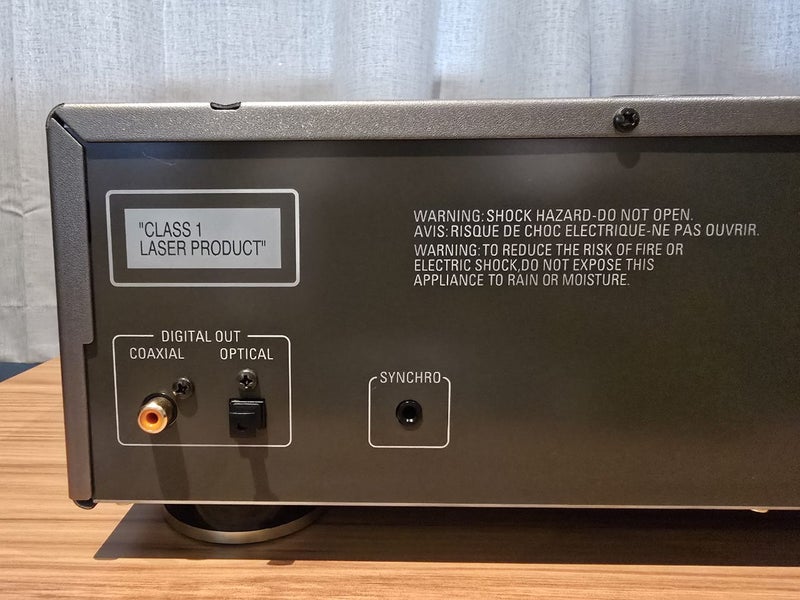 "CLASS 1
LASER PRODUCT"
WARNING: SHOCK HAZARD-DO NOT OPEN.
AVIS: RISQUE DE CHOC ELECTRIQUE-NE PAS OUVRIR.
WARNING: TO REDUCE THE RISK OF FIRE OR
ELECTRIC SHOCK, DO NOT EXPOSE THIS
APPLIANCE TO RAIN OR MOISTURE.
DIGITAL OUT
COAXIAL OPTICAL
SYNCHRO